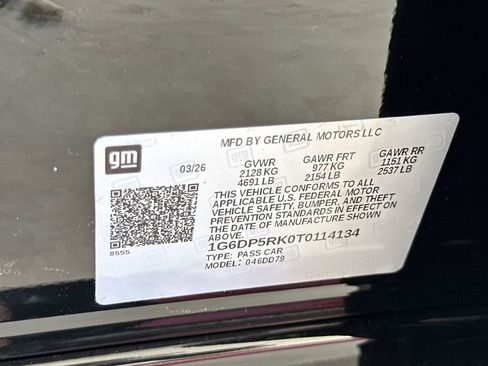 gm
MFD BY GENERAL MOTORS LLC
03/26 GVWR GAWR FRT GAWR RR
2128 KG 977 KG 1151 KG
4691 LB 2154 LB 2537 LB
THIS VEHICLE CONFORMS TO ALL
APPLICABLE U.S. FEDERAL MOTOR
VEHICLE SAFETY, BUMPER, AND THEFT
PREVENTION STANDARDS IN EFFECT ON
THE DATE OF MANUFACTURE SHOWN
ABOVE.
1G6DP5RK0T0114134
8555
TYPE: PASS CAR
MODEL: 046DD79